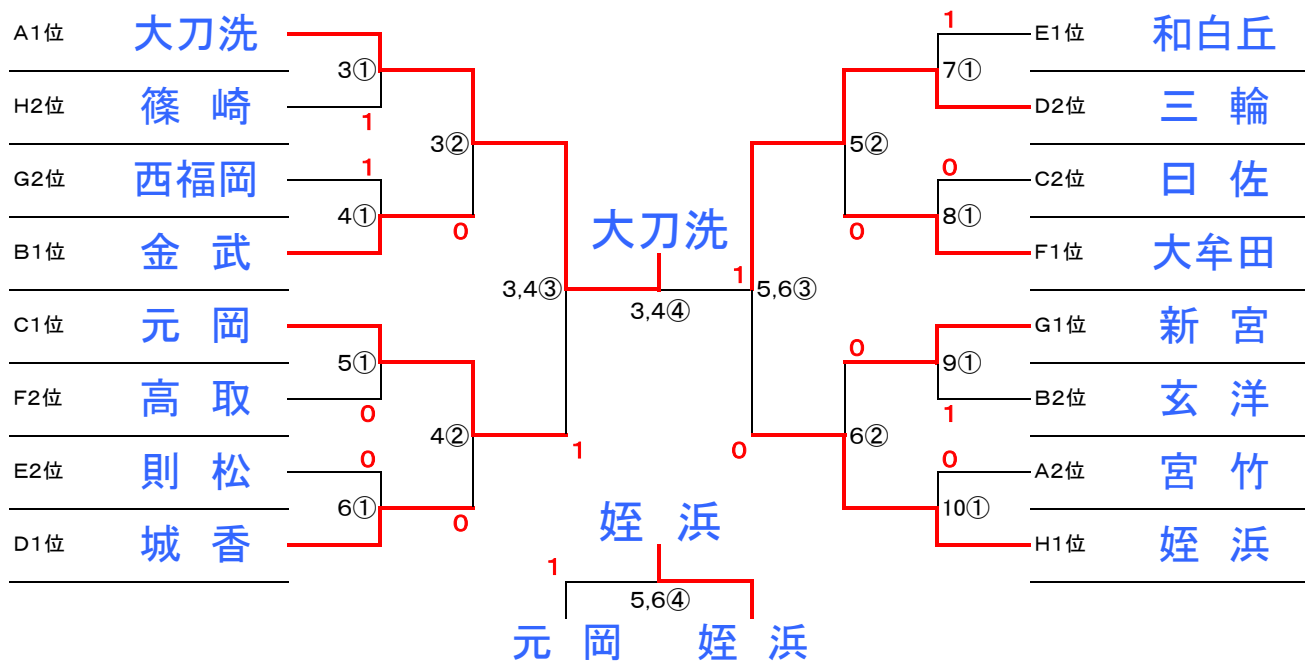 A1位 大刀洗
3①
H2位 篠崎
1
3②
G2位 西福岡
1
4①
0
B1位 金武
3,4③
C1位 元岡
5①
F2位 高取
0
4②
1
E2位 則松
0
6①
0
D1位 城香
大刀洗
3,4④
1
E1位 和白丘
7①
D2位 三輪
5②
0
C2位 日佐
8①
0
F1位 大牟田
1
5,6③
G1位 新宮
0
9①
B2位 玄洋
1
6②
0
0
A2位 宮竹
10①
H1位 姪浜
姪浜
1
5,6④
元岡 姪浜